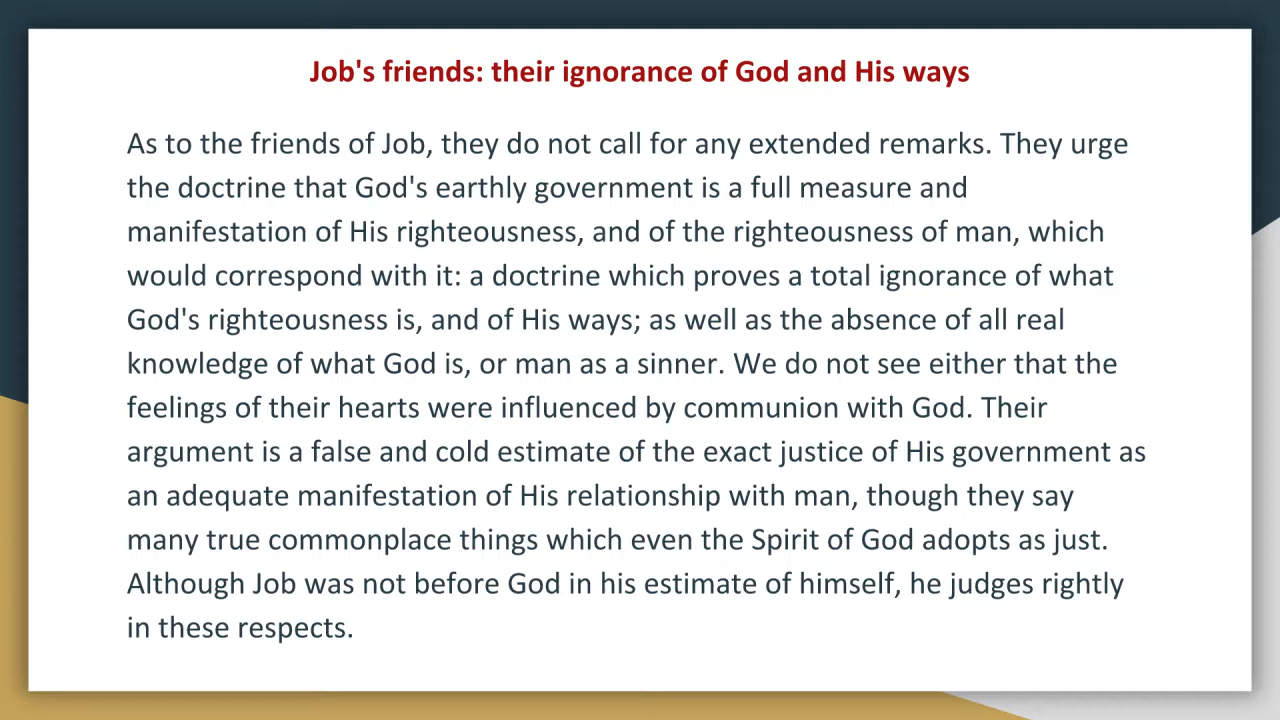 Job's friends: their ignorance of God and His ways
As to the friends of Job, they do not call for any extended remarks. They urge
the doctrine that God's earthly government is a full measure and
manifestation of His righteousness, and of the righteousness of man, which
would correspond with it: a doctrine which proves a total ignorance of what
God's righteousness is, and of His ways; as well as the absence of all real
knowledge of what God is, or man as a sinner. We do not see either that the
feelings of their hearts were influenced by communion with God. Their
argument is a false and cold estimate of the exact justice of His government as
an adequate manifestation of His relationship with man, though they say
many true commonplace things which even the Spirit of God adopts as just.
Although Job was not before God in his estimate of himself, he judges rightly
in these respects.